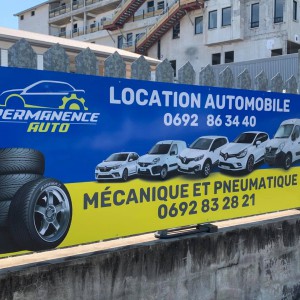 PERMANENCE
AUTO
LOCATION AUTOMOBILE
0692 86 34 40
MÉCANIQUE ET PNEUMATIQUE
0692 83 28 21